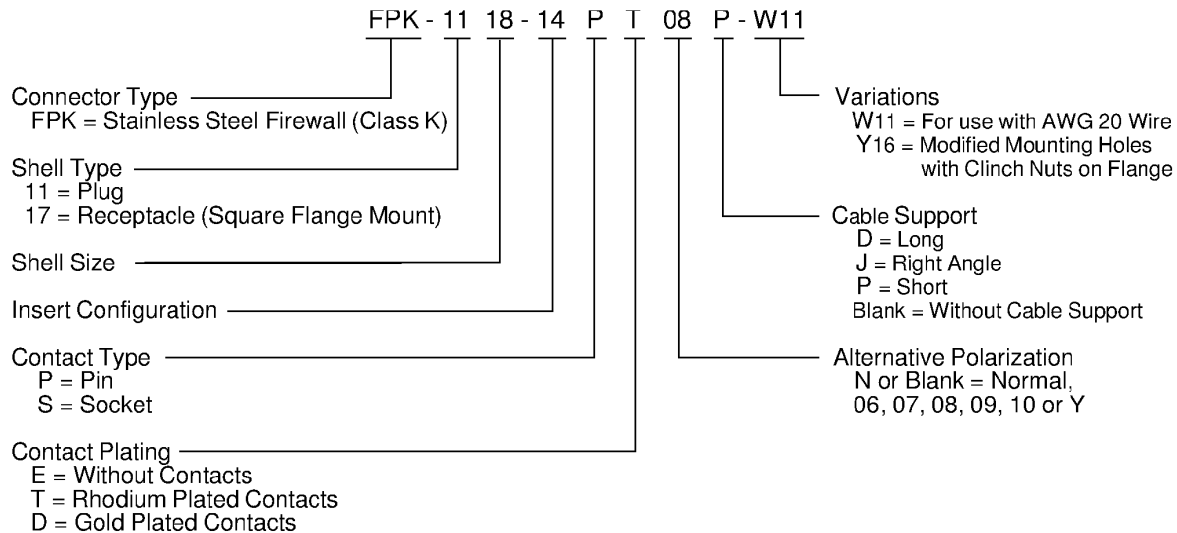 FPK - 11 18 - 14 P T 08 P - W11
Connector Type
FPK = Stainless Steel Firewall (Class K)
Shell Type
11 = Plug
17 = Receptacle (Square Flange Mount)
Shell Size
Insert Configuration
Contact Type
P = Pin
S = Socket
Contact Plating
E = Without Contacts
T = Rhodium Plated Contacts
D = Gold Plated Contacts
Variations
W11 = For use with AWG 20 Wire
Y16 = Modified Mounting Holes
with Clinch Nuts on Flange
Cable Support
D = Long
J = Right Angle
P = Short
Blank = Without Cable Support
Alternative Polarization
N or Blank = Normal,
06, 07, 08, 09, 10 or Y